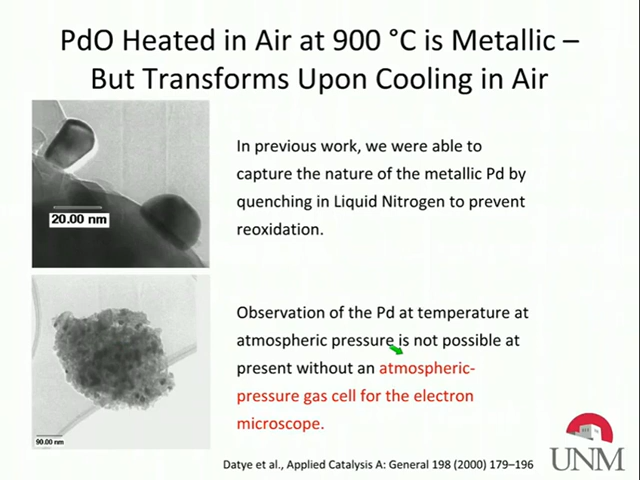 PdO Heated in Air at 900 °C is Metallic –
But Transforms Upon Cooling in Air
In previous work, we were able to
capture the nature of the metallic Pd by
quenching in Liquid Nitrogen to prevent
reoxidation.
20.00 nm
Observation of the Pd at temperature at
atmospheric pressure is not possible at
present without an atmospheric-
pressure gas cell for the electron
microscope.
90.00 nm
Datye et al., Applied Catalysis A: General 198 (2000) 179–196
UNM